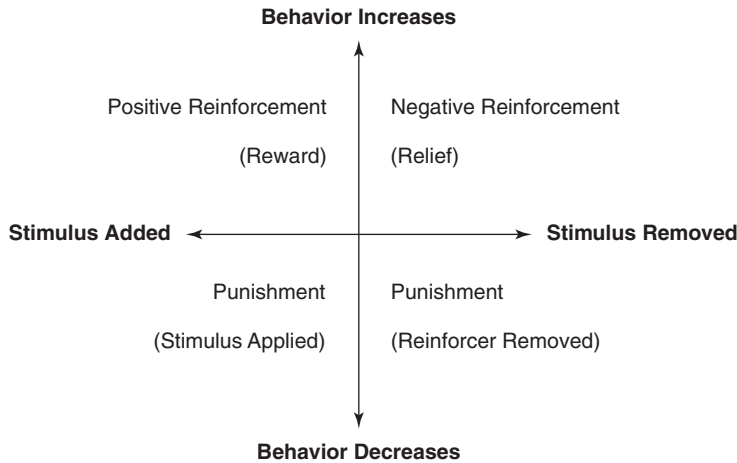 Behavior Increases
Positive Reinforcement
(Reward)
Negative Reinforcement
(Relief)
Stimulus Added
Stimulus Removed
Punishment
(Stimulus Applied)
Punishment
(Reinforcer Removed)
Behavior Decreases